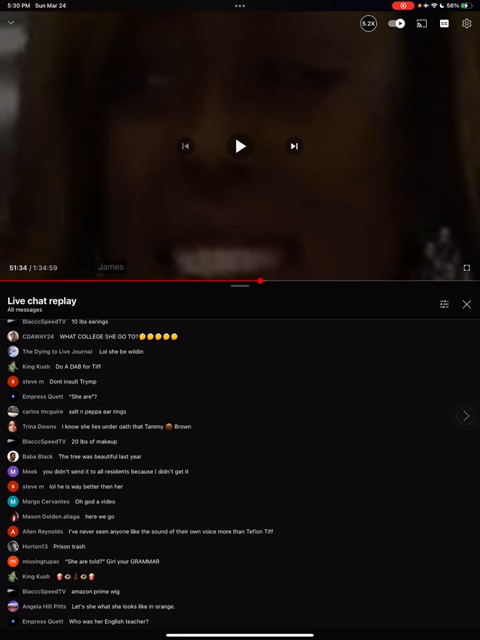 5:30 PM Sun Mar 24
56%
5.2X
CC
51:34 / 1:34:59
James
Live chat replay
All messages
BlacccSpeedTV 10 lbs earings
CDAWAY24 WHAT COLLEGE SHE GO TO?🤔🤔🤔🤔🤔
The Dying to Live Journal Lol she be wildin
King Kush Do A DAB for Tiff
steve m Dont insult Trymp
Empress Quett "She are"?
carlos mcguire salt n peppa ear rings
Trina Downs I know she lies under oath that Tammy 🤎 Brown
BlacccSpeedTV 20 lbs of makeup
Baba Black The tree was beautiful last year
Meek you didn't send it to all residents because I didn't get it
steve m lol he is way better then her
Margo Cervantes Oh god a video
Mason Golden aliaga here we go
Allen Reynolds I've never seen anyone like the sound of their own voice more than Teflon Tiff
Horton13 Prison trash
missingtupac "She are told?" Girl your GRAMMAR
King Kush
BlacccSpeedTV amazon prime wig
Angela Hill Pitts Let's she what she looks like in orange.
Empress Quett Who was her English teacher?